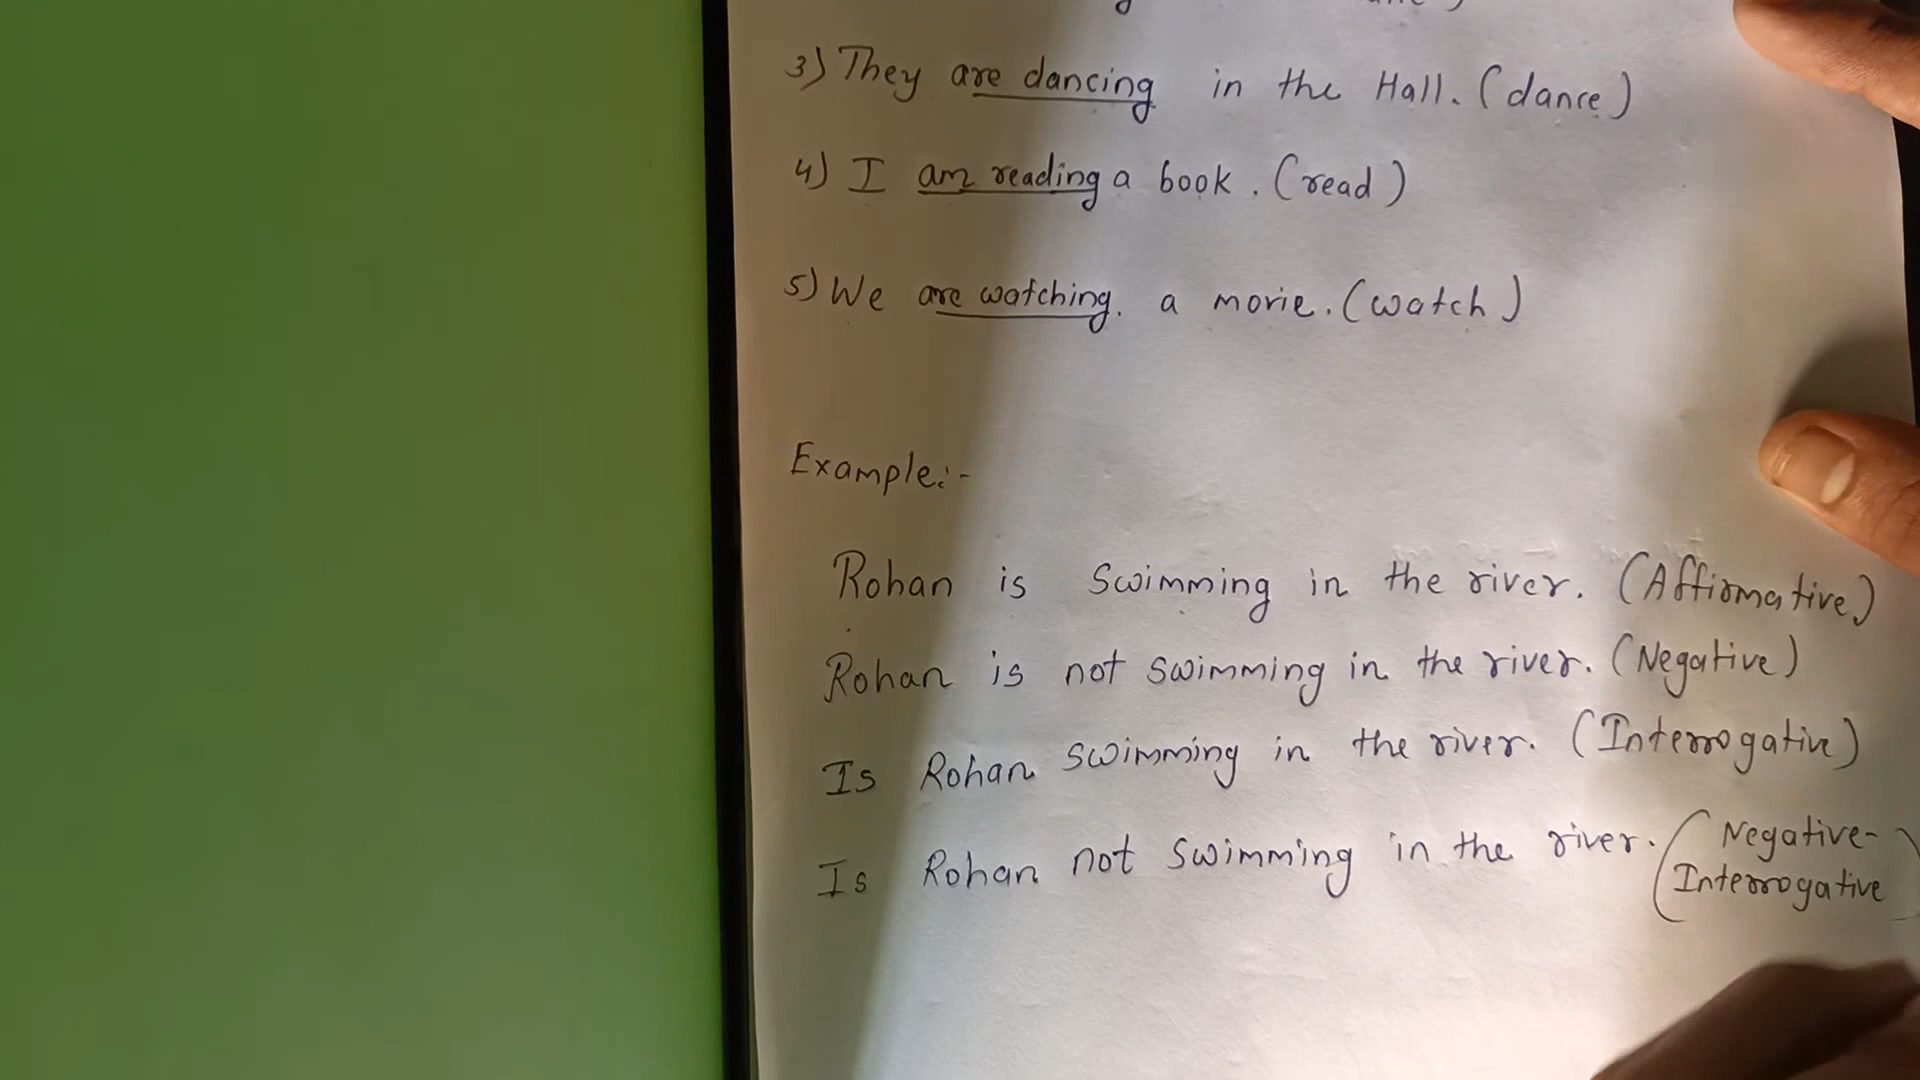 3) They are dancing in the Hall. (dance)
4) I am reading a book. (read)
5) We are watching. a movie. (watch)
Example:-
Rohan is swimming in the river. (Affirmative)
Rohan is not swimming in the river. (Negative)
Is Rohan swimming in the river. (Interrogative)
Is Rohan not swimming in the river. (Negative-
Interrogative)